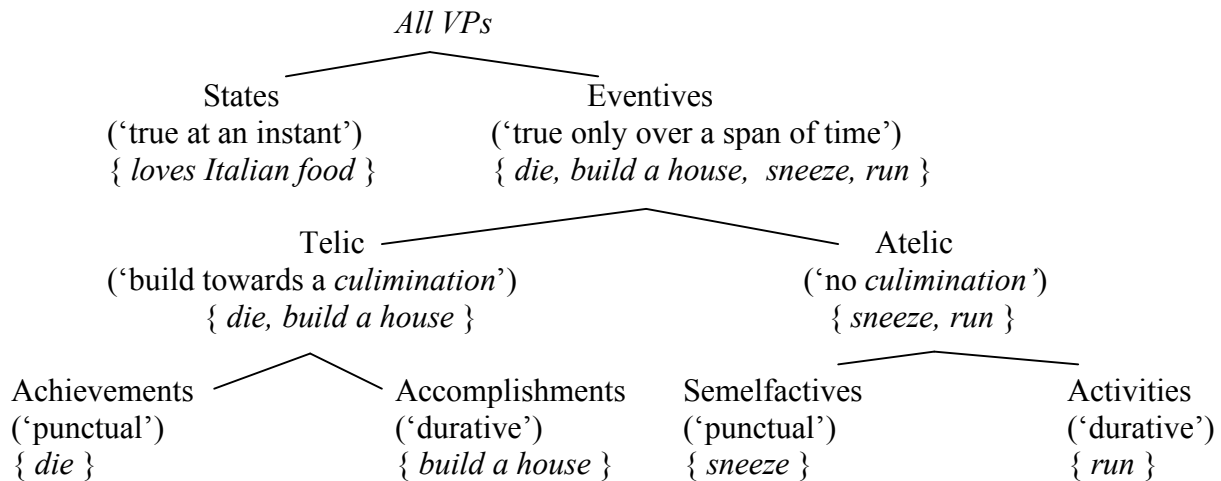 All VPs
States Eventives
(‘true at an instant’) (‘true only over a span of time’)
{ loves Italian food } { die, build a house, sneeze, run }
Telic Atelic
(‘build towards a culimination’) (‘no culimination’)
{ die, build a house } { sneeze, run }
Achievements Accomplishments Semelfactives Activities
(‘punctual’) (‘durative’) (‘punctual’) (‘durative’)
{ die } { build a house } { sneeze } { run }